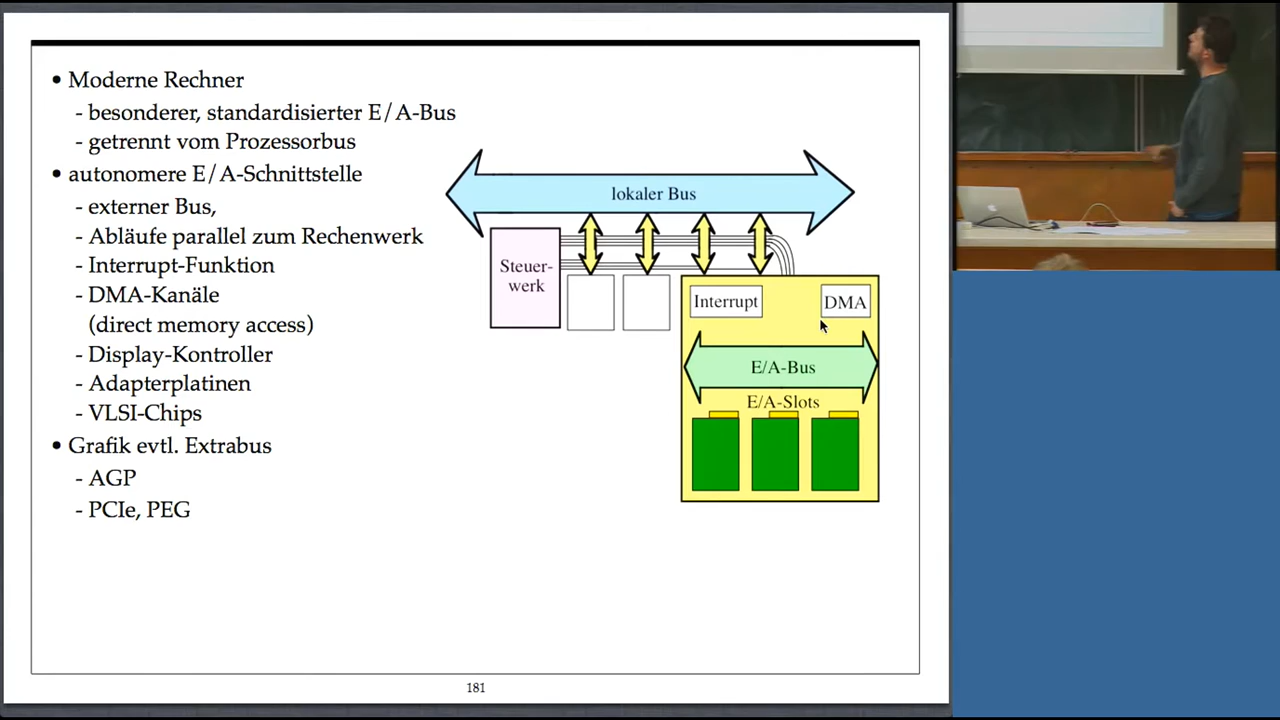 • Moderne Rechner
- besonderer, standardisierter E/A-Bus
- getrennt vom Prozessorbus
• autonomere E/A-Schnittstelle
- externer Bus,
- Abläufe parallel zum Rechenwerk
- Interrupt-Funktion
- DMA-Kanäle
(direct memory access)
- Display-Kontroller
- Adapterplatinen
- VLSI-Chips
• Grafik evtl. Extrabus
- AGP
- PCIe, PEG
lokaler Bus
Steuer-
werk
Interrupt
DMA
E/A-Bus
E/A-Slots
181